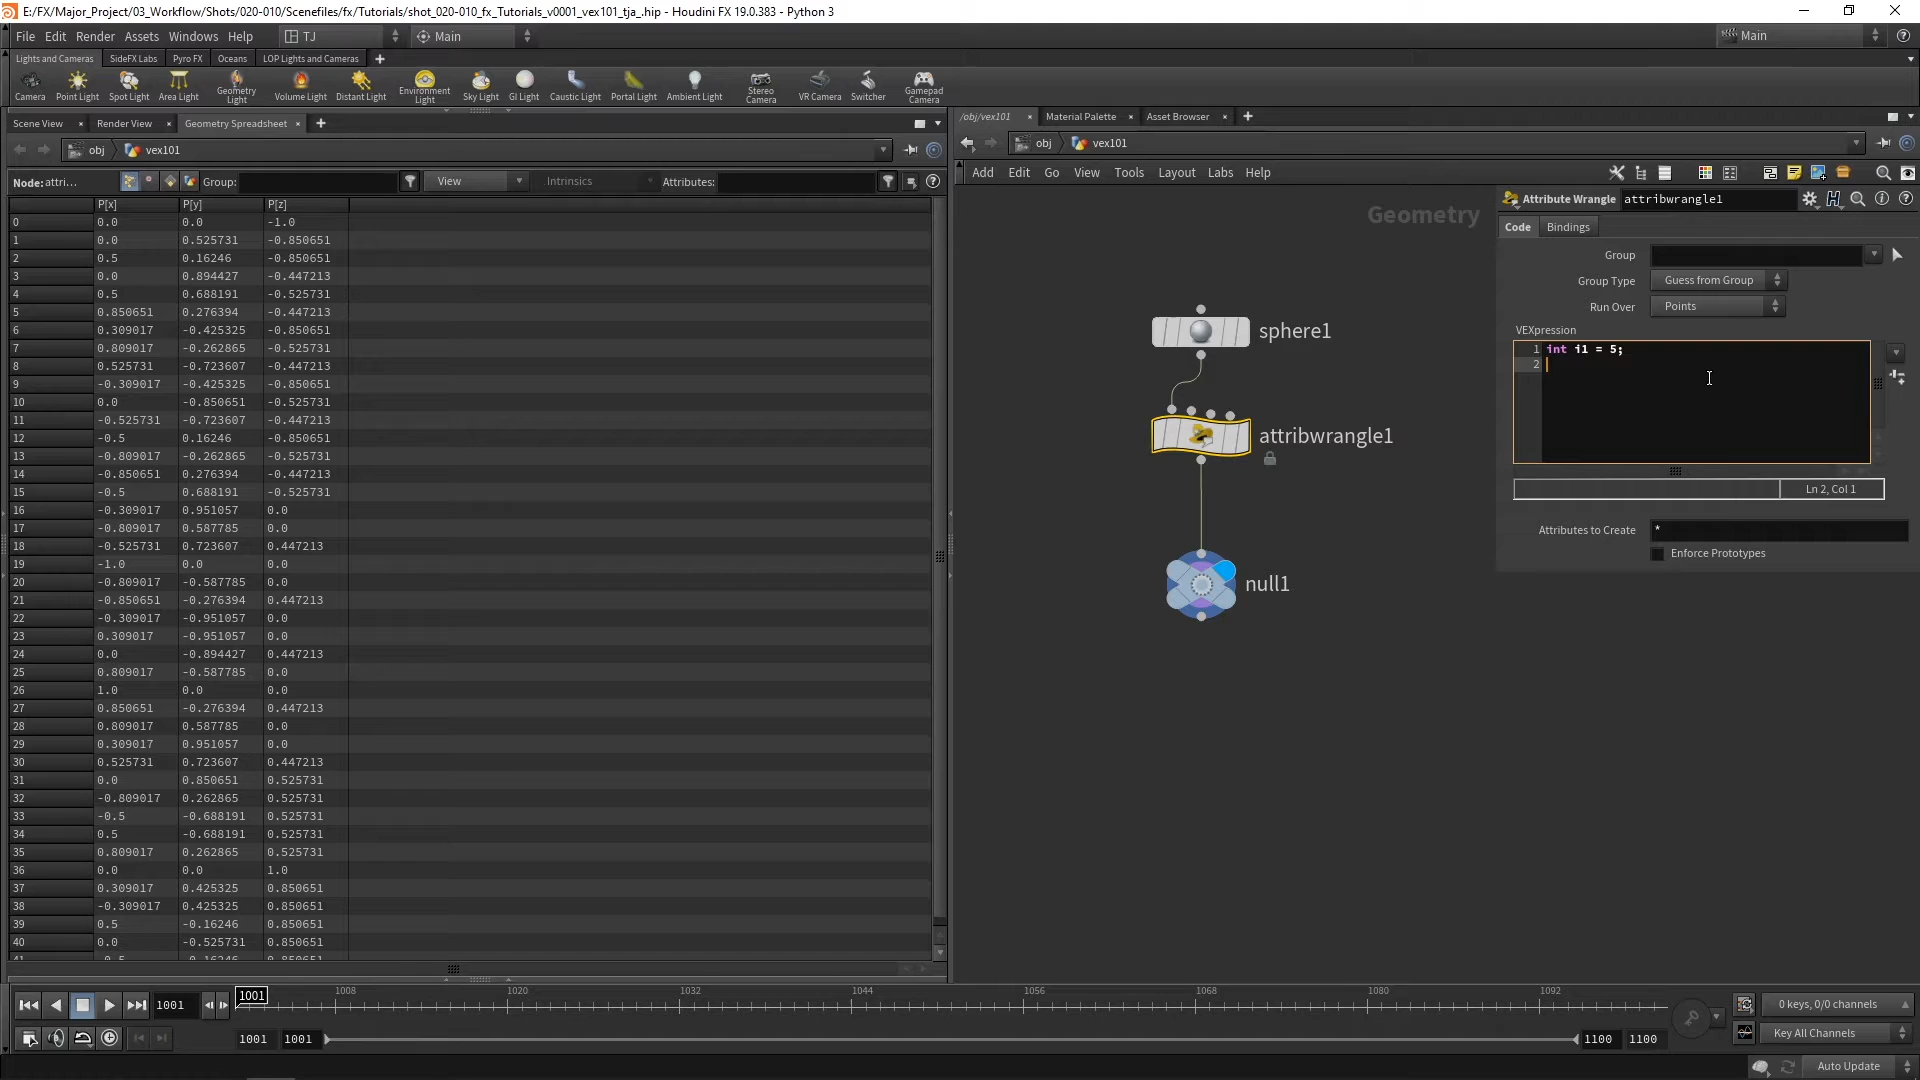 E:/FX/Major_Project/03_Workflow/Shots/020-010/Scenefiles/fx/Tutorials/shot_020-010_fx_Tutorials_v0001_vex101_tja_.hip - Houdini FX 19.0.383 - Python 3
File Edit Render Assets Windows Help TJ Main Main
Lights and Cameras SideFX Labs Pyro FX Oceans LOP Lights and Cameras
Camera Point Light Spot Light Area Light Geometry Light Volume Light Distant Light Environment Light Sky Light GI Light Caustic Light Portal Light Ambient Light Stereo Camera VR Camera Switcher Gamepad Camera
Scene View Render View Geometry Spreadsheet
obj vex101
Node: attri... Group: View Intrinsics Attributes:
P[x] P[y] P[z]
0 0.0 0.0 -1.0
1 0.0 0.525731 -0.850651
2 0.5 0.16246 -0.850651
3 0.0 0.894427 -0.447213
4 0.5 0.688191 -0.525731
5 0.850651 0.276394 -0.447213
6 0.309017 -0.425325 -0.850651
7 0.809017 -0.262865 -0.525731
8 0.525731 -0.723607 -0.447213
9 -0.309017 -0.425325 -0.850651
10 0.0 -0.850651 -0.525731
11 -0.525731 -0.723607 -0.447213
12 -0.5 0.16246 -0.850651
13 -0.809017 -0.262865 -0.525731
14 -0.850651 0.276394 -0.447213
15 -0.5 0.688191 -0.525731
16 -0.309017 0.951057 0.0
17 -0.809017 0.587785 0.0
18 -0.525731 0.723607 0.447213
19 -1.0 0.0 0.0
20 -0.809017 -0.587785 0.0
21 -0.850651 -0.276394 0.447213
22 -0.309017 -0.951057 0.0
23 0.309017 -0.951057 0.0
24 0.0 -0.894427 0.447213
25 0.809017 -0.587785 0.0
26 1.0 0.0 0.0
27 0.850651 -0.276394 0.447213
28 0.809017 0.587785 0.0
29 0.309017 0.951057 0.0
30 0.525731 0.723607 0.447213
31 0.0 0.850651 0.525731
32 -0.809017 0.262865 0.525731
33 -0.5 -0.688191 0.525731
34 0.5 -0.688191 0.525731
35 0.809017 0.262865 0.525731
36 0.0 0.0 1.0
37 0.309017 0.425325 0.850651
38 -0.309017 0.425325 0.850651
39 0.5 -0.16246 0.850651
40 0.0 -0.525731 0.850651
41 -0.5 -0.16246 0.850651
/obj/vex101 Material Palette Asset Browser
obj vex101
Add Edit Go View Tools Layout Labs Help
Geometry
sphere1
attribwrangle1
null1
Attribute Wrangle attribwrangle1
Code Bindings
Group
Group Type Guess from Group
Run Over Points
VEXpression
1 int i1 = 5;
2
Ln 2, Col 1
Attributes to Create *
Enforce Prototypes
1001 1001 1008 1020 1032 1044 1056 1068 1080 1092 0 keys, 0/0 channels
1001 1001 1100 1100 Key All Channels
Auto Update